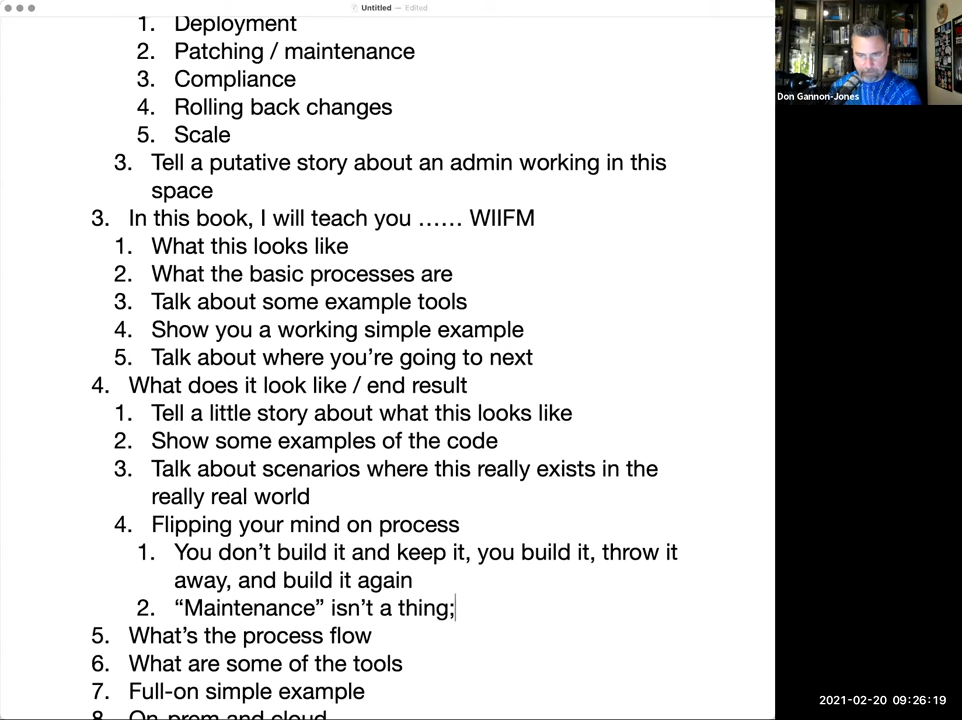 Untitled — Edited
1. Deployment
2. Patching / maintenance
3. Compliance
4. Rolling back changes
5. Scale
3. Tell a putative story about an admin working in this
space
3. In this book, I will teach you …… WIIFM
1. What this looks like
2. What the basic processes are
3. Talk about some example tools
4. Show you a working simple example
5. Talk about where you’re going to next
4. What does it look like / end result
1. Tell a little story about what this looks like
2. Show some examples of the code
3. Talk about scenarios where this really exists in the
really real world
4. Flipping your mind on process
1. You don’t build it and keep it, you build it, throw it
away, and build it again
2. “Maintenance” isn’t a thing;
5. What’s the process flow
6. What are some of the tools
7. Full-on simple example
8. On-prem and cloud
Don Gannon-Jones
2021-02-20 09:26:19